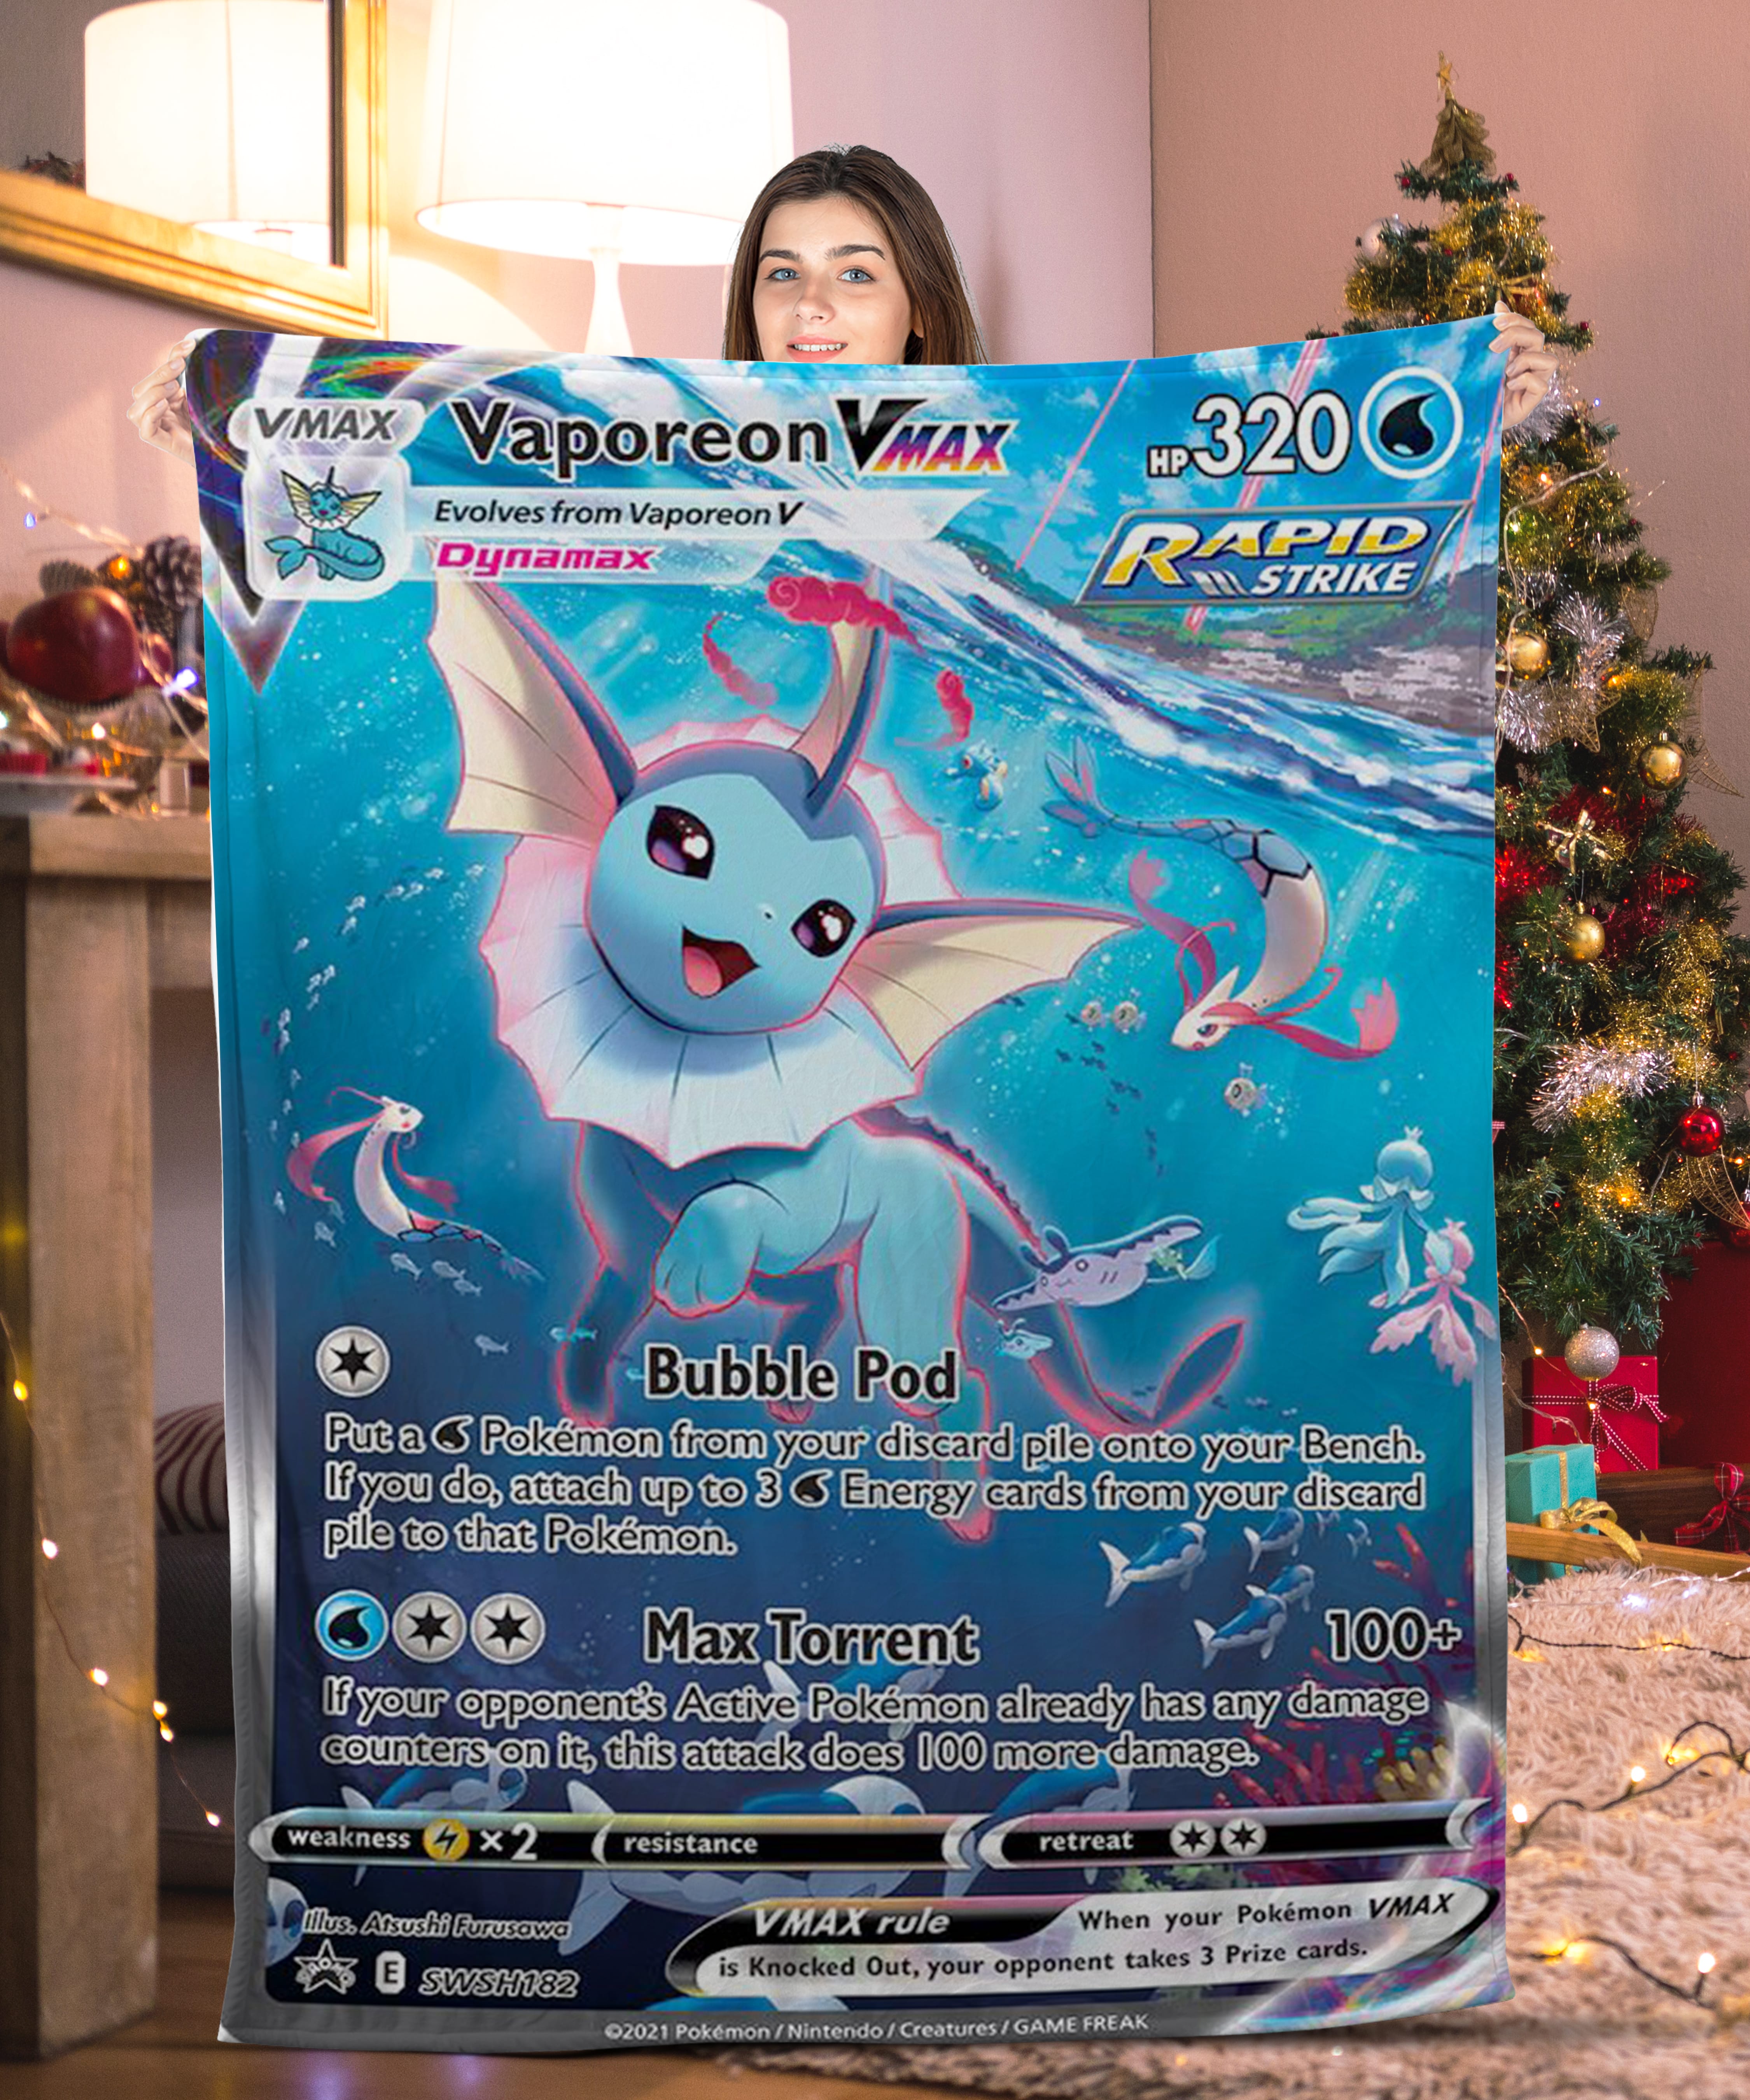 VMAX
Vaporeon VMAX
HP320
Evolves from Vaporeon V
Dynamax
RAPID
STRIKE
Bubble Pod
Put a Pokémon from your discard pile onto your Bench.
If you do, attach up to 3 Energy cards from your discard
pile to that Pokémon.
Max Torrent 100+
If your opponent's Active Pokémon already has any damage
counters on it, this attack does 100 more damage.
weakness ×2 resistance retreat
Illus. Atsushi Furusawa
PROMO E SWSH182
VMAX rule When your Pokémon VMAX
is Knocked Out, your opponent takes 3 Prize cards.
©2021 Pokémon / Nintendo / Creatures / GAME FREAK